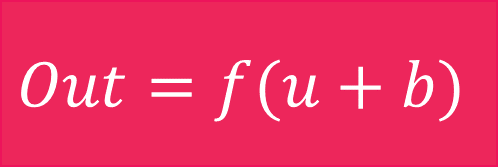 Out = f(u + b)